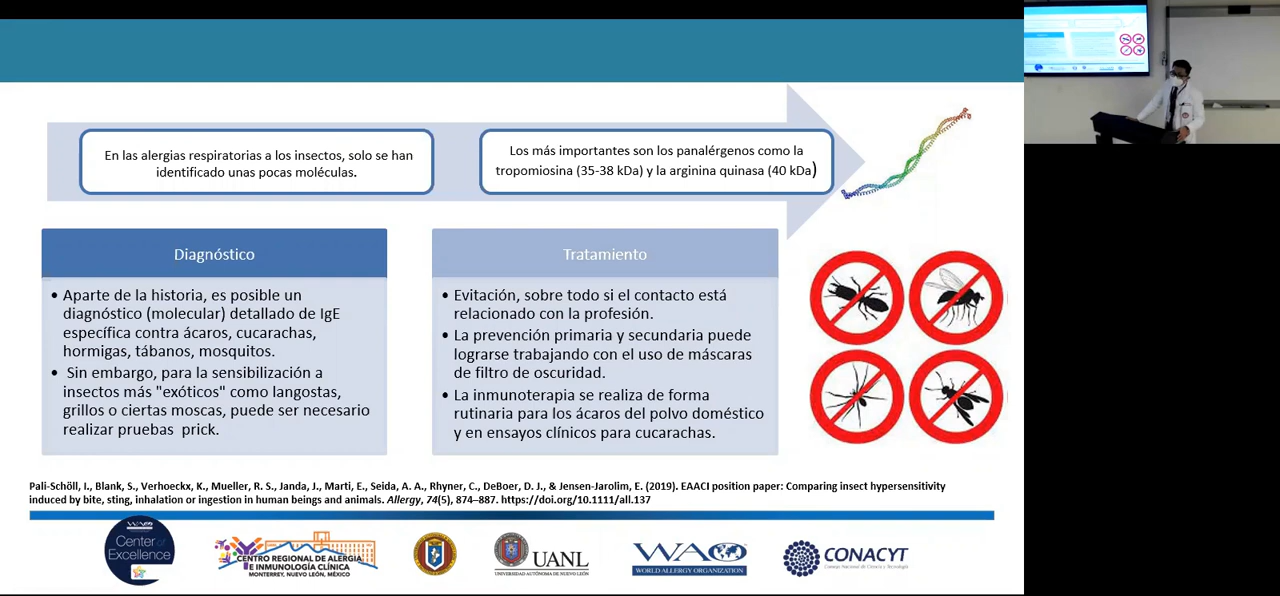 En las alergias respiratorias a los insectos, solo se han
identificado unas pocas moléculas.
Los más importantes son los panalérgenos como la
tropomiosina (35-38 kDa) y la arginina quinasa (40 kDa)
Diagnóstico
• Aparte de la historia, es posible un
diagnóstico (molecular) detallado de IgE
específica contra ácaros, cucarachas,
hormigas, tábanos, mosquitos.
• Sin embargo, para la sensibilización a
insectos más "exóticos" como langostas,
grillos o ciertas moscas, puede ser necesario
realizar pruebas prick.
Tratamiento
• Evitación, sobre todo si el contacto está
relacionado con la profesión.
• La prevención primaria y secundaria puede
lograrse trabajando con el uso de máscaras
de filtro de oscuridad.
• La inmunoterapia se realiza de forma
rutinaria para los ácaros del polvo doméstico
y en ensayos clínicos para cucarachas.
Pali-Schöll, I., Blank, S., Verhoeckx, K., Mueller, R. S., Janda, J., Marti, E., Seida, A. A., Rhyner, C., DeBoer, D. J., & Jensen-Jarolim, E. (2019). EAACI position paper: Comparing insect hypersensitivity
induced by bite, sting, inhalation or ingestion in human beings and animals. Allergy, 74(5), 874–887. https://doi.org/10.1111/all.137
WAO
Center of
Excellence
CENTRO REGIONAL DE ALERGIA
E INMUNOLOGÍA CLÍNICA
MONTERREY, NUEVO LEÓN, MÉXICO
UANL
UNIVERSIDAD AUTÓNOMA DE NUEVO LEÓN
WAO
WORLD ALLERGY ORGANIZATION
CONACYT
Consejo Nacional de Ciencia y Tecnología